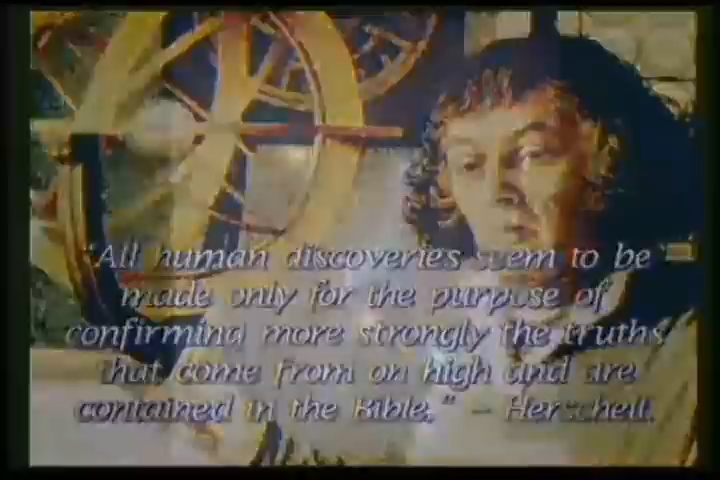 "All human discoveries seem to be
made only for the purpose of
confirming more strongly the truths
that come from on high and are
contained in the Bible." – Herschell.